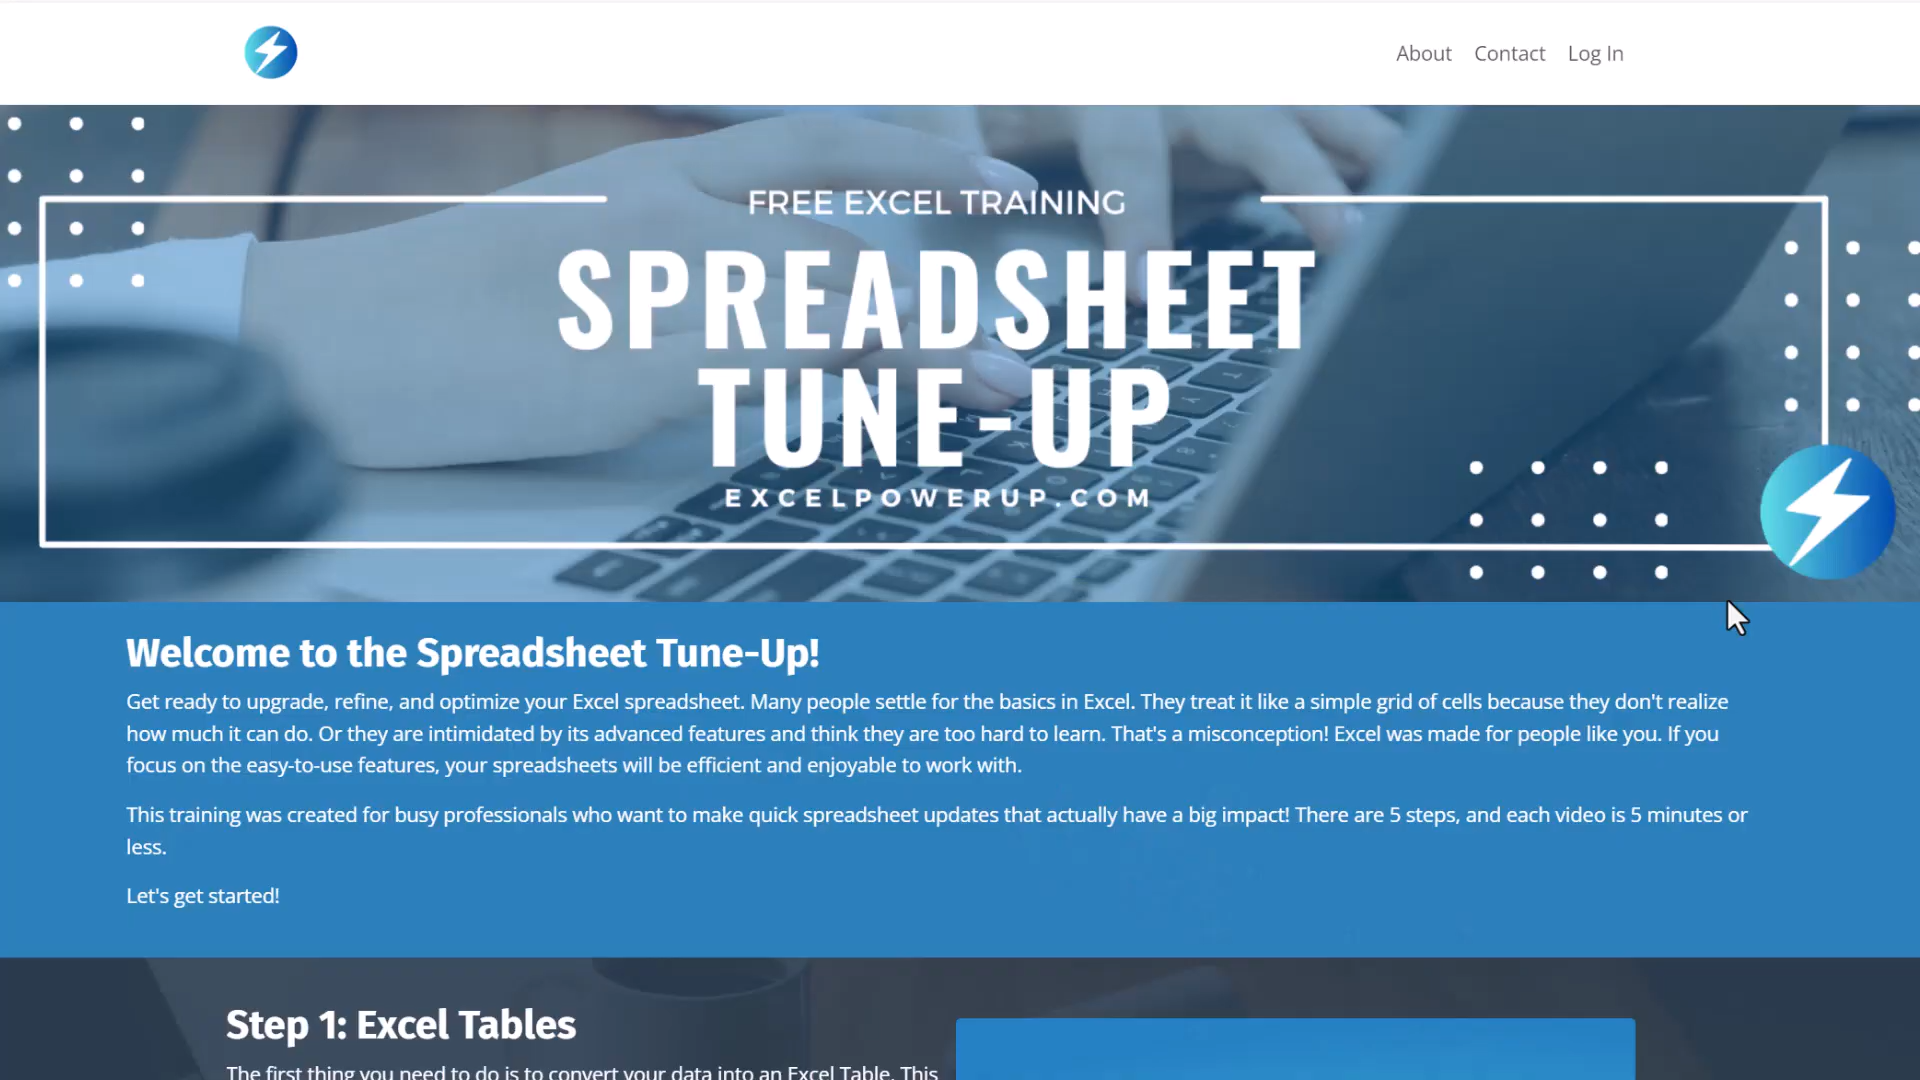 About Contact Log In
FREE EXCEL TRAINING
SPREADSHEET
TUNE-UP
EXCELPOWERUP.COM
Welcome to the Spreadsheet Tune-Up!
Get ready to upgrade, refine, and optimize your Excel spreadsheet. Many people settle for the basics in Excel. They treat it like a simple grid of cells because they don't realize
how much it can do. Or they are intimidated by its advanced features and think they are too hard to learn. That's a misconception! Excel was made for people like you. If you
focus on the easy-to-use features, your spreadsheets will be efficient and enjoyable to work with.
This training was created for busy professionals who want to make quick spreadsheet updates that actually have a big impact! There are 5 steps, and each video is 5 minutes or
less.
Let's get started!
Step 1: Excel Tables
The first thing you need to do is to convert your data into an Excel Table. This